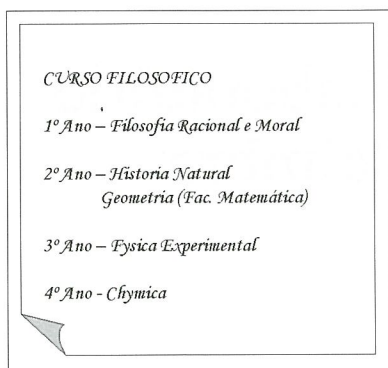 CURSO FILOSOFICO
1º Ano – Filosofia Racional e Moral
2º Ano – Historia Natural
Geometria (Fac. Matemática)
3º Ano – Fysica Experimental
4º Ano - Chymica